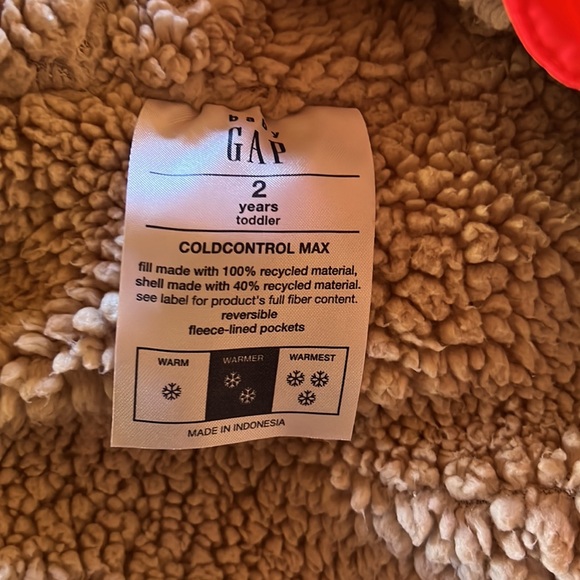 baby
GAP
2
years
toddler
COLDCONTROL MAX
fill made with 100% recycled material,
shell made with 40% recycled material.
see label for product's full fiber content.
reversible
fleece-lined pockets
WARM WARMER WARMEST
MADE IN INDONESIA